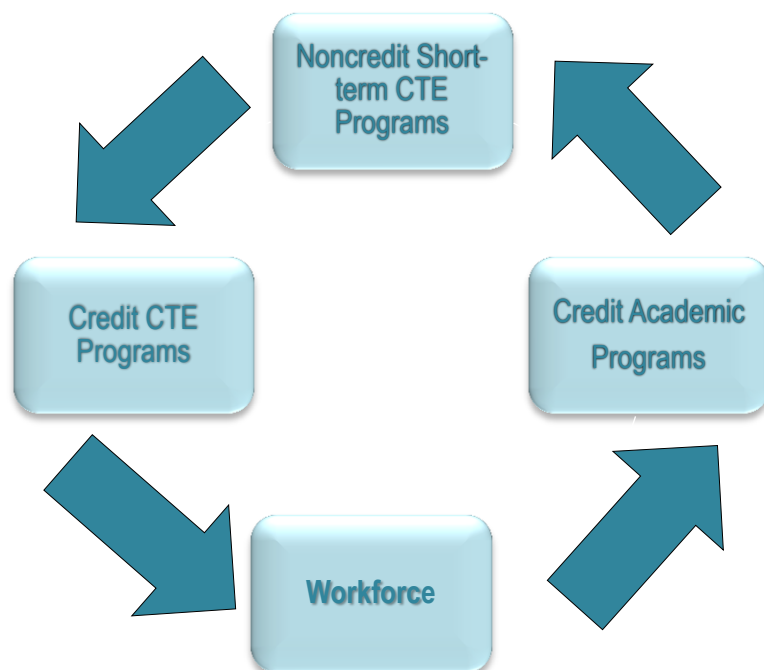 Noncredit Short-
term CTE
Programs
Credit CTE
Programs
Credit Academic
Programs
Workforce